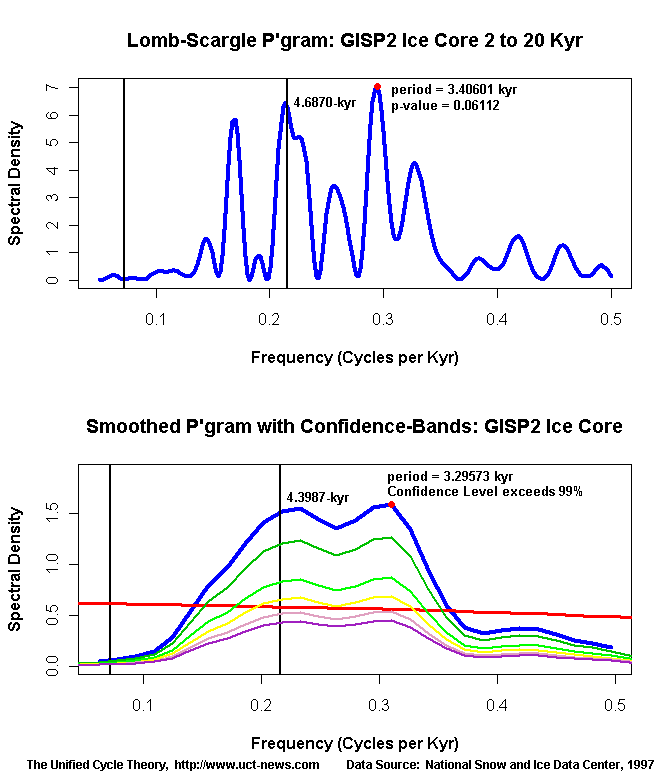 Lomb-Scargle P'gram: GISP2 Ice Core 2 to 20 Kyr
7
6
5
4
3
2
1
0
Spectral Density
4.6870-kyr
period = 3.40601 kyr
p-value = 0.06112
0.1 0.2 0.3 0.4 0.5
Frequency (Cycles per Kyr)
Smoothed P'gram with Confidence-Bands: GISP2 Ice Core
1.5
1.0
0.5
0.0
Spectral Density
4.3987-kyr
period = 3.29573 kyr
Confidence Level exceeds 99%
0.1 0.2 0.3 0.4 0.5
Frequency (Cycles per Kyr)
The Unified Cycle Theory, http://www.uct-news.com Data Source: National Snow and Ice Data Center, 1997